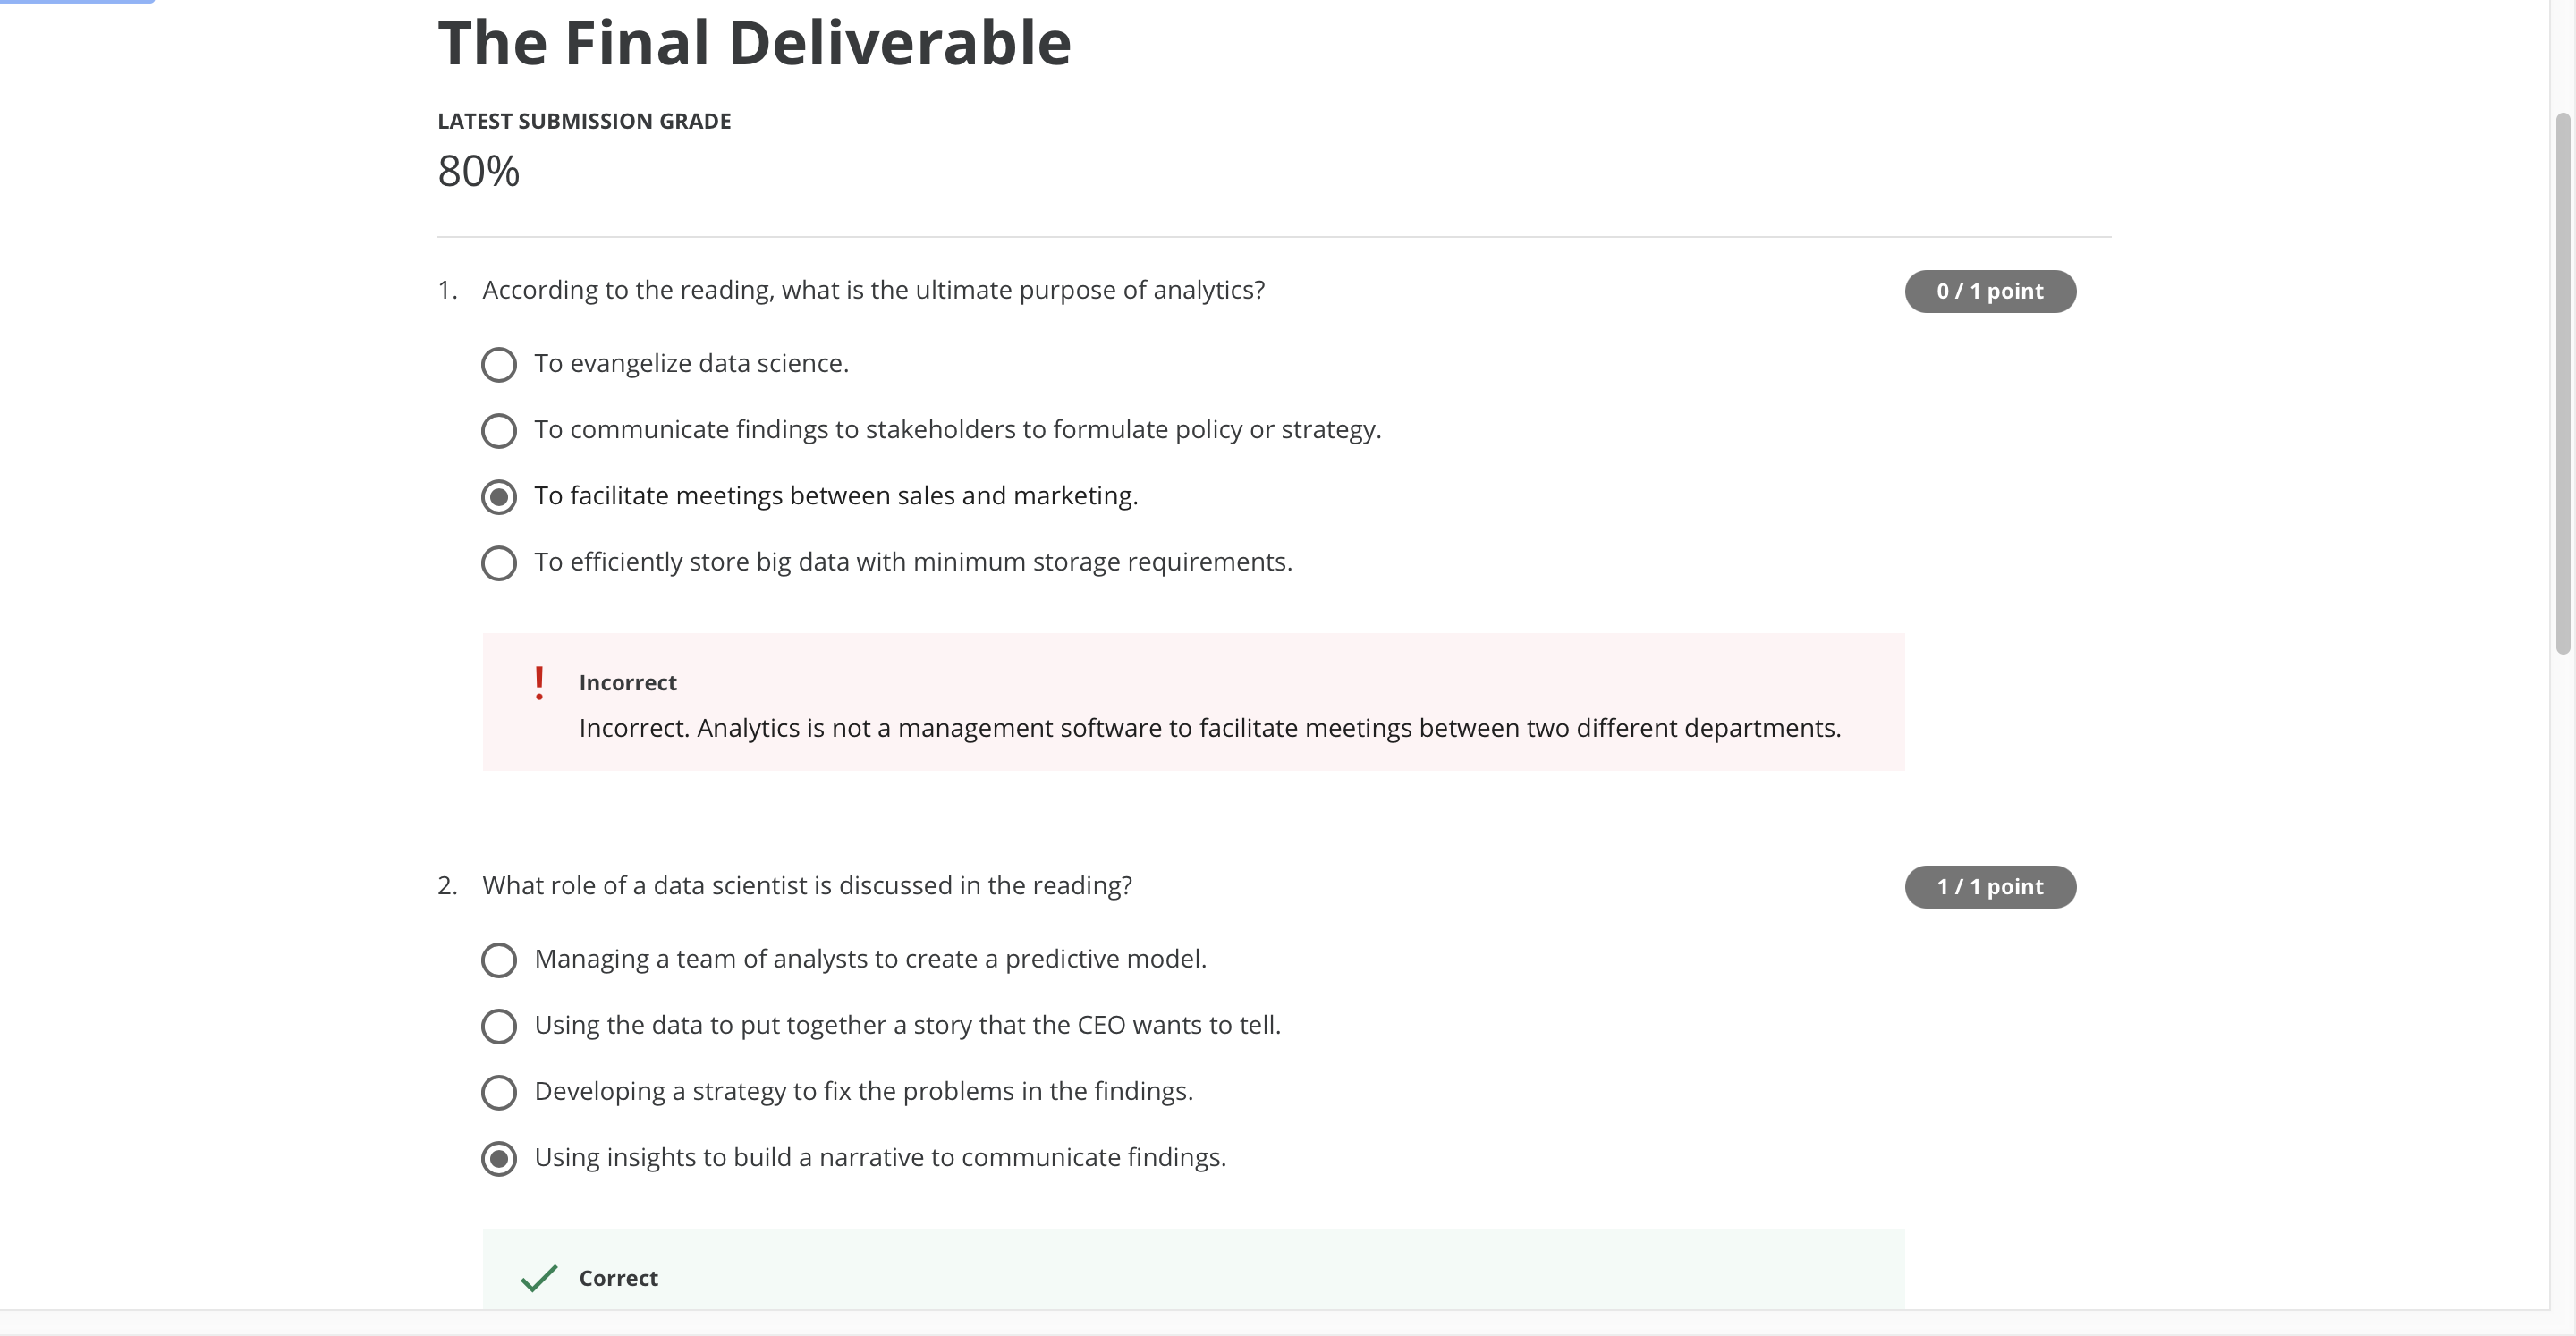 The Final Deliverable
LATEST SUBMISSION GRADE
80%
1. According to the reading, what is the ultimate purpose of analytics?
0 / 1 point
To evangelize data science.
To communicate findings to stakeholders to formulate policy or strategy.
To facilitate meetings between sales and marketing.
To efficiently store big data with minimum storage requirements.
! Incorrect
Incorrect. Analytics is not a management software to facilitate meetings between two different departments.
2. What role of a data scientist is discussed in the reading?
1 / 1 point
Managing a team of analysts to create a predictive model.
Using the data to put together a story that the CEO wants to tell.
Developing a strategy to fix the problems in the findings.
Using insights to build a narrative to communicate findings.
Correct